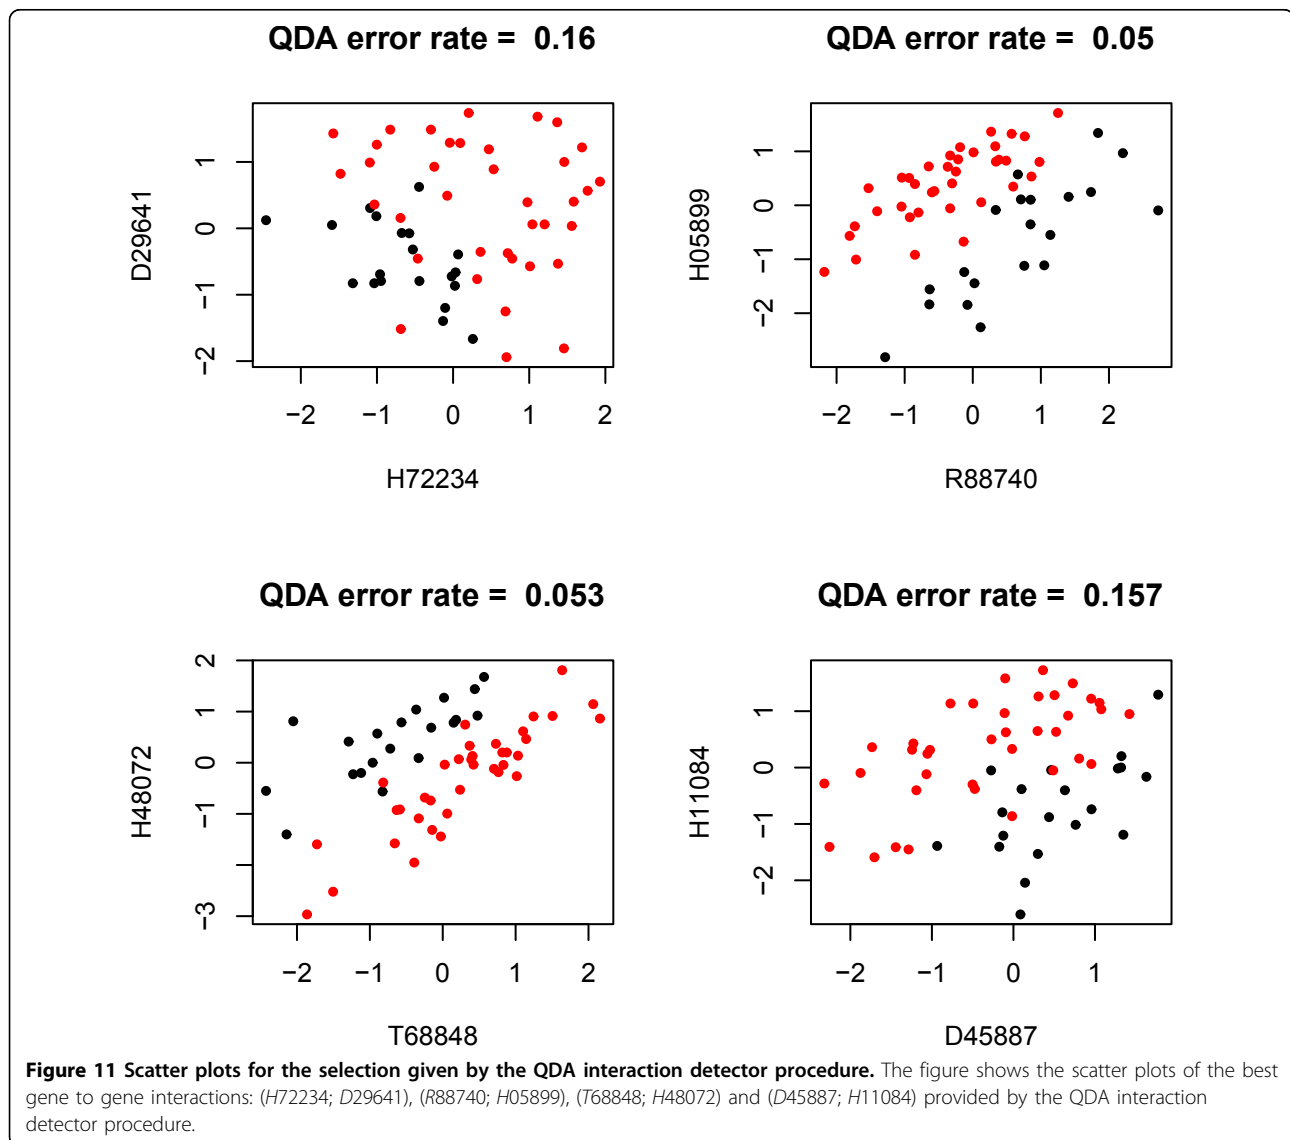 QDA error rate = 0.16
QDA error rate = 0.05
D29641
1
0
−1
−2
−2 −1 0 1 2
H72234
H05899
1
0
−1
−2
−2 −1 0 1 2
R88740
QDA error rate = 0.053
QDA error rate = 0.157
H48072
2
1
0
−1
−3
−2 −1 0 1 2
T68848
H11084
1
0
−1
−2
−2 −1 0 1
D45887
Figure 11 Scatter plots for the selection given by the QDA interaction detector procedure. The figure shows the scatter plots of the best
gene to gene interactions: (H72234; D29641), (R88740; H05899), (T68848; H48072) and (D45887; H11084) provided by the QDA interaction
detector procedure.